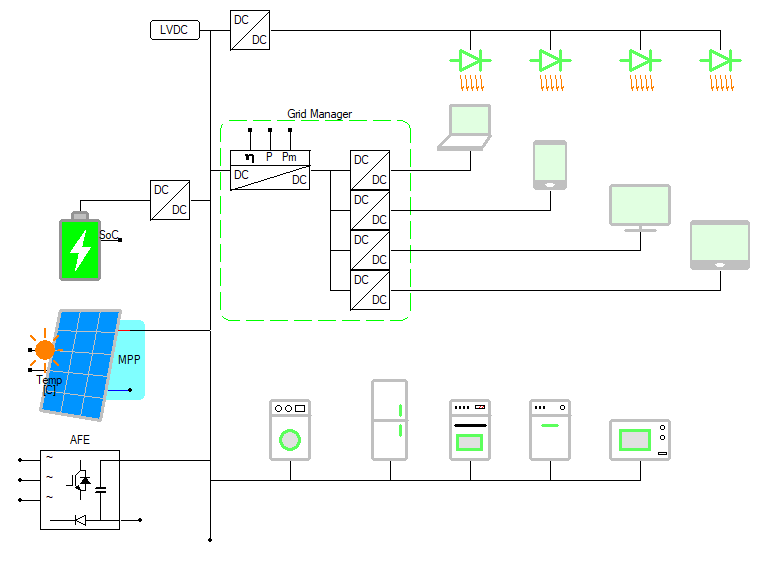 LVDC
DC
DC
Grid Manager
η P Pm
DC
DC
DC
DC
DC
DC
DC
DC
DC
DC
DC
DC
SoC
MPP
Temp
[C]
AFE
~
~
~